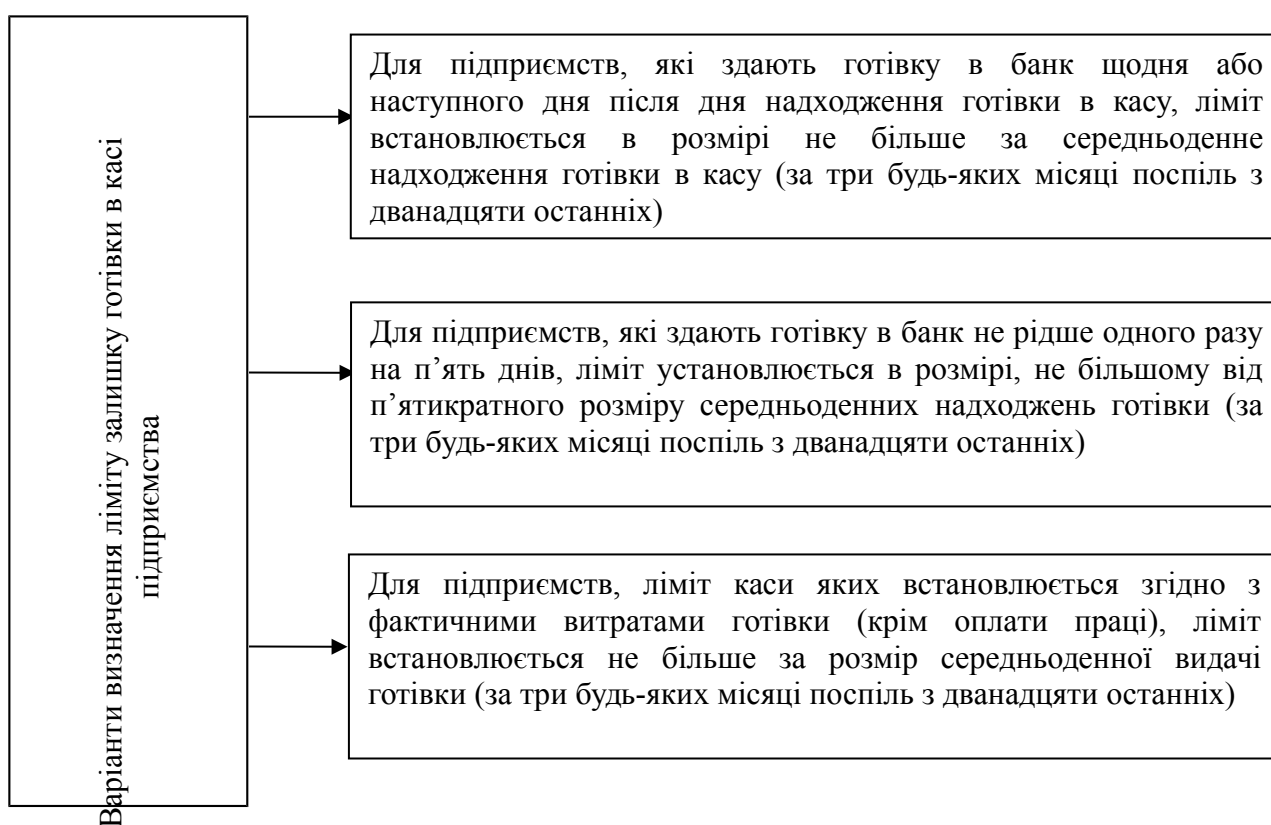 Варіанти визначення ліміту залишку готівки в касі
підприємства
Для підприємств, які здають готівку в банк щодня або
наступного дня після дня надходження готівки в касу, ліміт
встановлюється в розмірі не більше за середньоденне
надходження готівки в касу (за три будь-яких місяці поспіль з
дванадцяти останніх)
Для підприємств, які здають готівку в банк не рідше одного разу
на п’ять днів, ліміт установлюється в розмірі, не більшому від
п’ятикратного розміру середньоденних надходжень готівки (за
три будь-яких місяці поспіль з дванадцяти останніх)
Для підприємств, ліміт каси яких встановлюється згідно з
фактичними витратами готівки (крім оплати праці), ліміт
встановлюється не більше за розмір середньоденної видачі
готівки (за три будь-яких місяці поспіль з дванадцяти останніх)